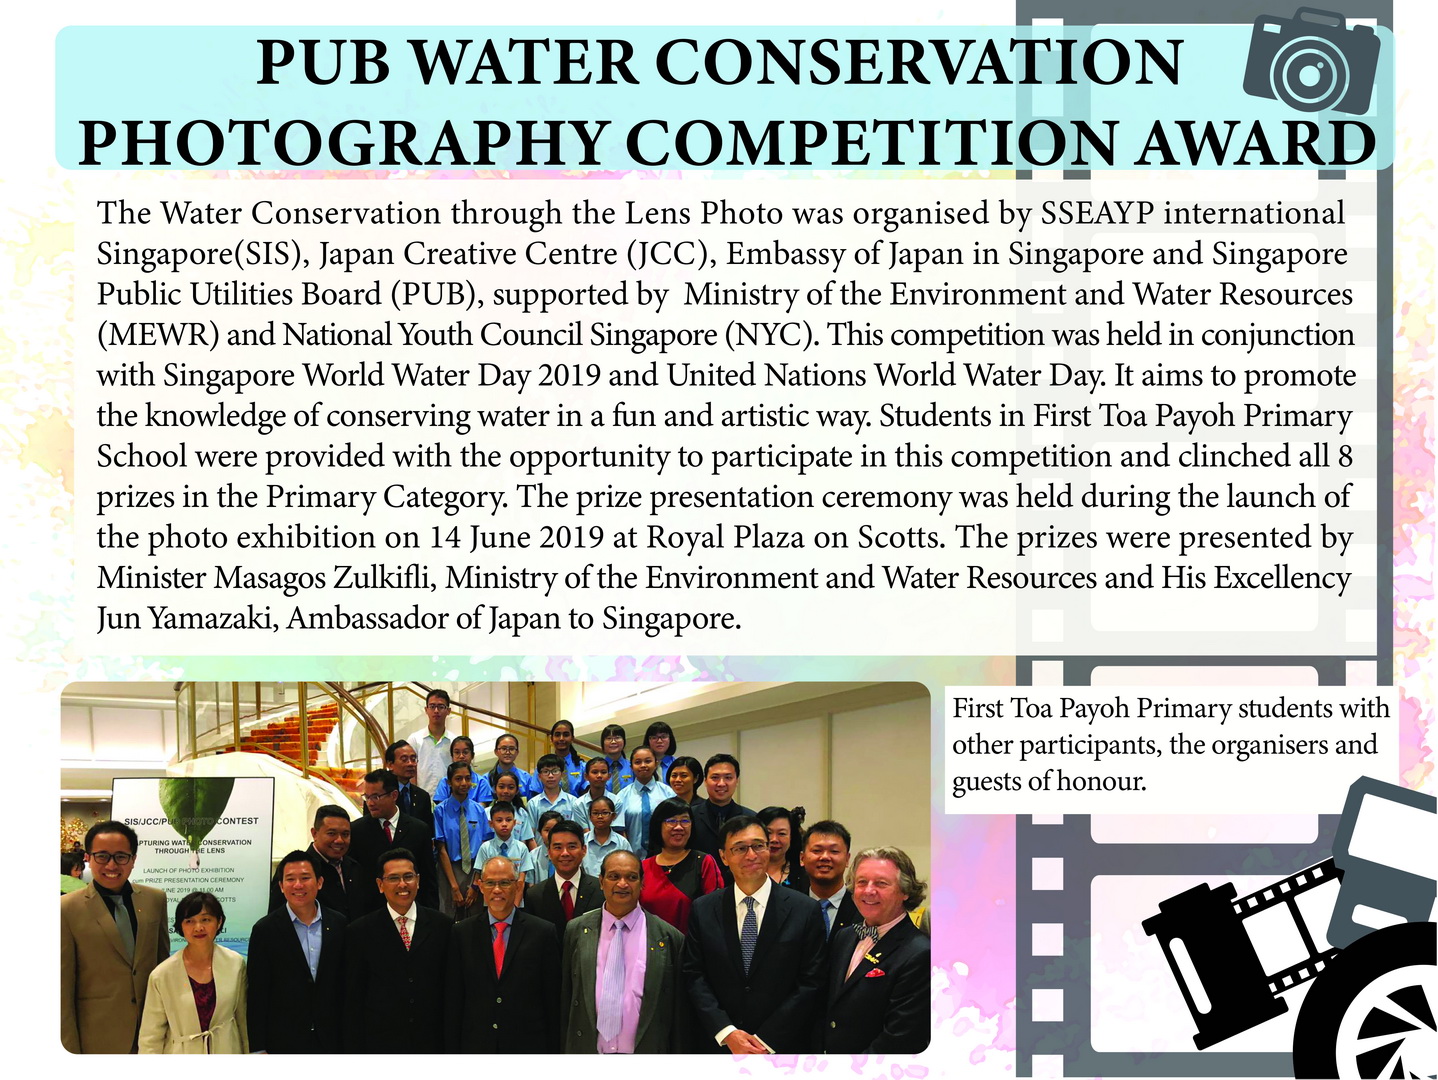 PUB WATER CONSERVATION
PHOTOGRAPHY COMPETITION AWARD
The Water Conservation through the Lens Photo was organised by SSEAYP international
Singapore(SIS), Japan Creative Centre (JCC), Embassy of Japan in Singapore and Singapore
Public Utilities Board (PUB), supported by  Ministry of the Environment and Water Resources
(MEWR) and National Youth Council Singapore (NYC). This competition was held in conjunction
with Singapore World Water Day 2019 and United Nations World Water Day. It aims to promote
the knowledge of conserving water in a fun and artistic way. Students in First Toa Payoh Primary
School were provided with the opportunity to participate in this competition and clinched all 8
prizes in the Primary Category. The prize presentation ceremony was held during the launch of
the photo exhibition on 14 June 2019 at Royal Plaza on Scotts. The prizes were presented by
Minister Masagos Zulkifli, Ministry of the Environment and Water Resources and His Excellency
Jun Yamazaki, Ambassador of Japan to Singapore.
First Toa Payoh Primary students with
other participants, the organisers and
guests of honour.
SIS/JCC/PUB PHOTO CONTEST
CONSERVATION
THROUGH THE LENS
LAUNCH OF PHOTO EXHIBITION
PRIZE PRESENTATION CEREMONY
2019 @ 11.00 AM